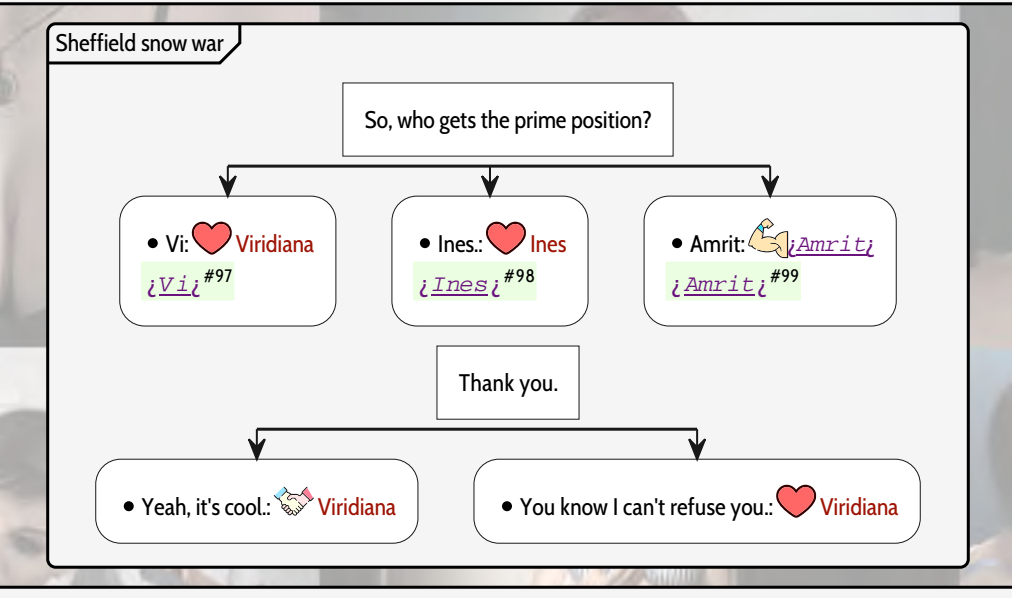 Sheffield snow war
So, who gets the prime position?
• Vi: Viridiana
¿Vi¿#97
• Ines.: Ines
¿Ines¿#98
• Amrit: ¿Amrit¿
¿Amrit¿#99
Thank you.
• Yeah, it's cool.: Viridiana
• You know I can't refuse you.: Viridiana